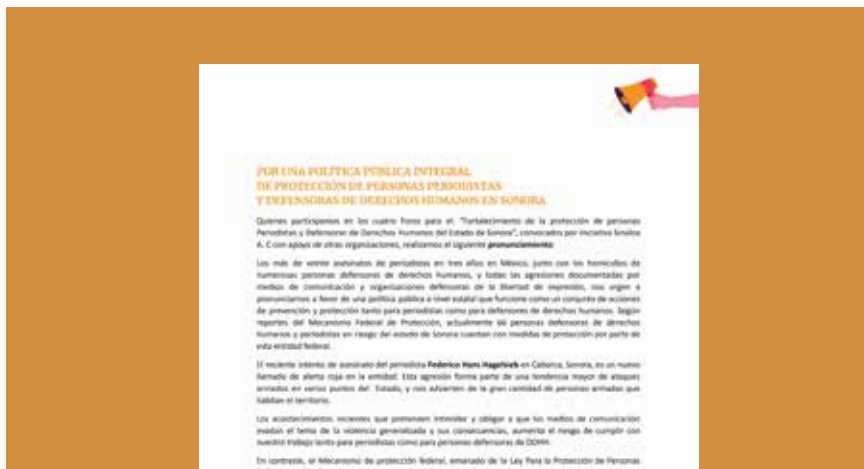 POR UNA POLÍTICA PÚBLICA INTEGRAL
DE PROTECCIÓN DE PERSONAS PERIODISTAS
Y DEFENSORAS DE DERECHOS HUMANOS EN SONORA
Quienes participamos en los cuatro Foros para el "Fortalecimiento de la protección de personas
Periodistas y Defensoras de Derechos Humanos del Estado de Sonora", convocados por Iniciativa Sinaloa
A. C con apoyo de otras organizaciones, realizamos el siguiente pronunciamiento:
Los más de veinte asesinatos de periodistas en tres años en México, junto con los homicidios de
numerosas personas defensoras de derechos humanos, y todas las agresiones documentadas por
medios de comunicación y organizaciones defensoras de la libertad de expresión, nos urgen a
pronunciarnos a favor de una política pública a nivel estatal que funcione como un conjunto de acciones
de prevención y protección tanto para periodistas como para defensores de derechos humanos. Según
reportes del Mecanismo Federal de Protección, actualmente 66 personas defensoras de derechos
humanos y periodistas en riesgo del estado de Sonora cuentan con medidas de protección por parte de
esta entidad federal.
El reciente intento de asesinato del periodista Federico Hans Hagelsieb en Caborca, Sonora, es un nuevo
llamado de alerta roja en la entidad. Esta agresión forma parte de una tendencia mayor de ataques
armados en varios puntos del Estado, y nos advierten de la gran cantidad de personas armadas que
habitan el territorio.
Los acontecimientos recientes que pretenden intimidar y obligar a que los medios de comunicación
evadan el tema de la violencia generalizada y sus consecuencias, aumenta el riesgo de cumplir con
nuestro trabajo tanto para periodistas como para personas defensoras de DDHH.
En contraste, el Mecanismo de protección federal, emanado de la Ley Para la Protección de Personas